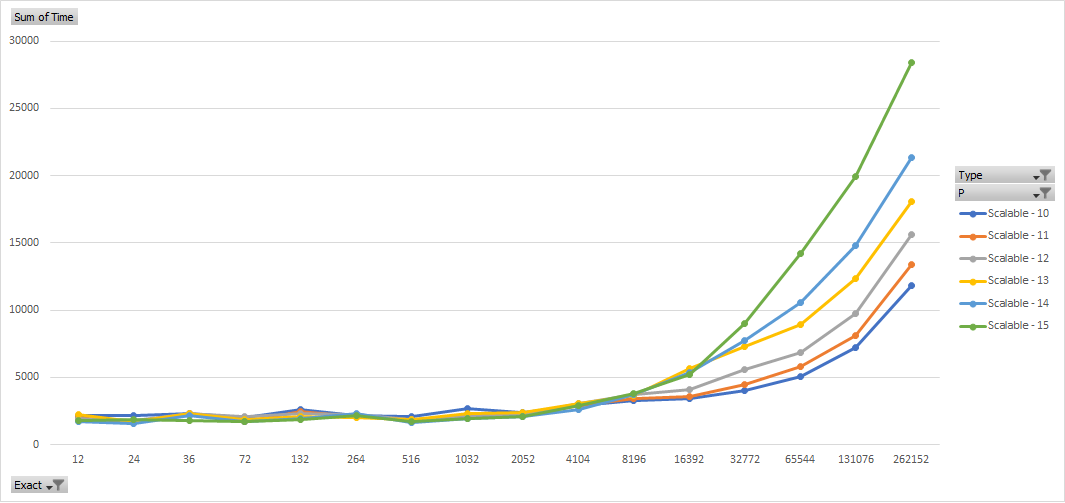 Sum of Time
30000
25000
20000
15000
10000
5000
0
12 24 36 72 132 264 516 1032 2052 4104 8196 16392 32772 65544 131076 262152
Type
P
Scalable - 10
Scalable - 11
Scalable - 12
Scalable - 13
Scalable - 14
Scalable - 15
Exact